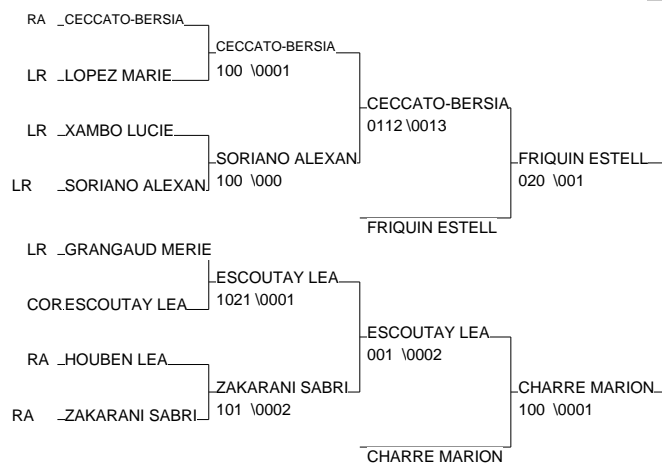 RA CECCATO-BERSIA
CECCATO-BERSIA
100 \0001
LR LOPEZ MARIE
CECCATO-BERSIA
0112 \0013
LR XAMBO LUCIE
SORIANO ALEXAN
100 \000
LR SORIANO ALEXAN
FRIQUIN ESTELL
020 \001
FRIQUIN ESTELL
LR GRANGAUD MERIE
ESCOUTAY LEA
1021 \0001
COR ESCOUTAY LEA
ESCOUTAY LEA
001 \0002
RA HOUBEN LEA
ZAKARANI SABRI
101 \0002
RA ZAKARANI SABRI
CHARRE MARION
100 \0001
CHARRE MARION